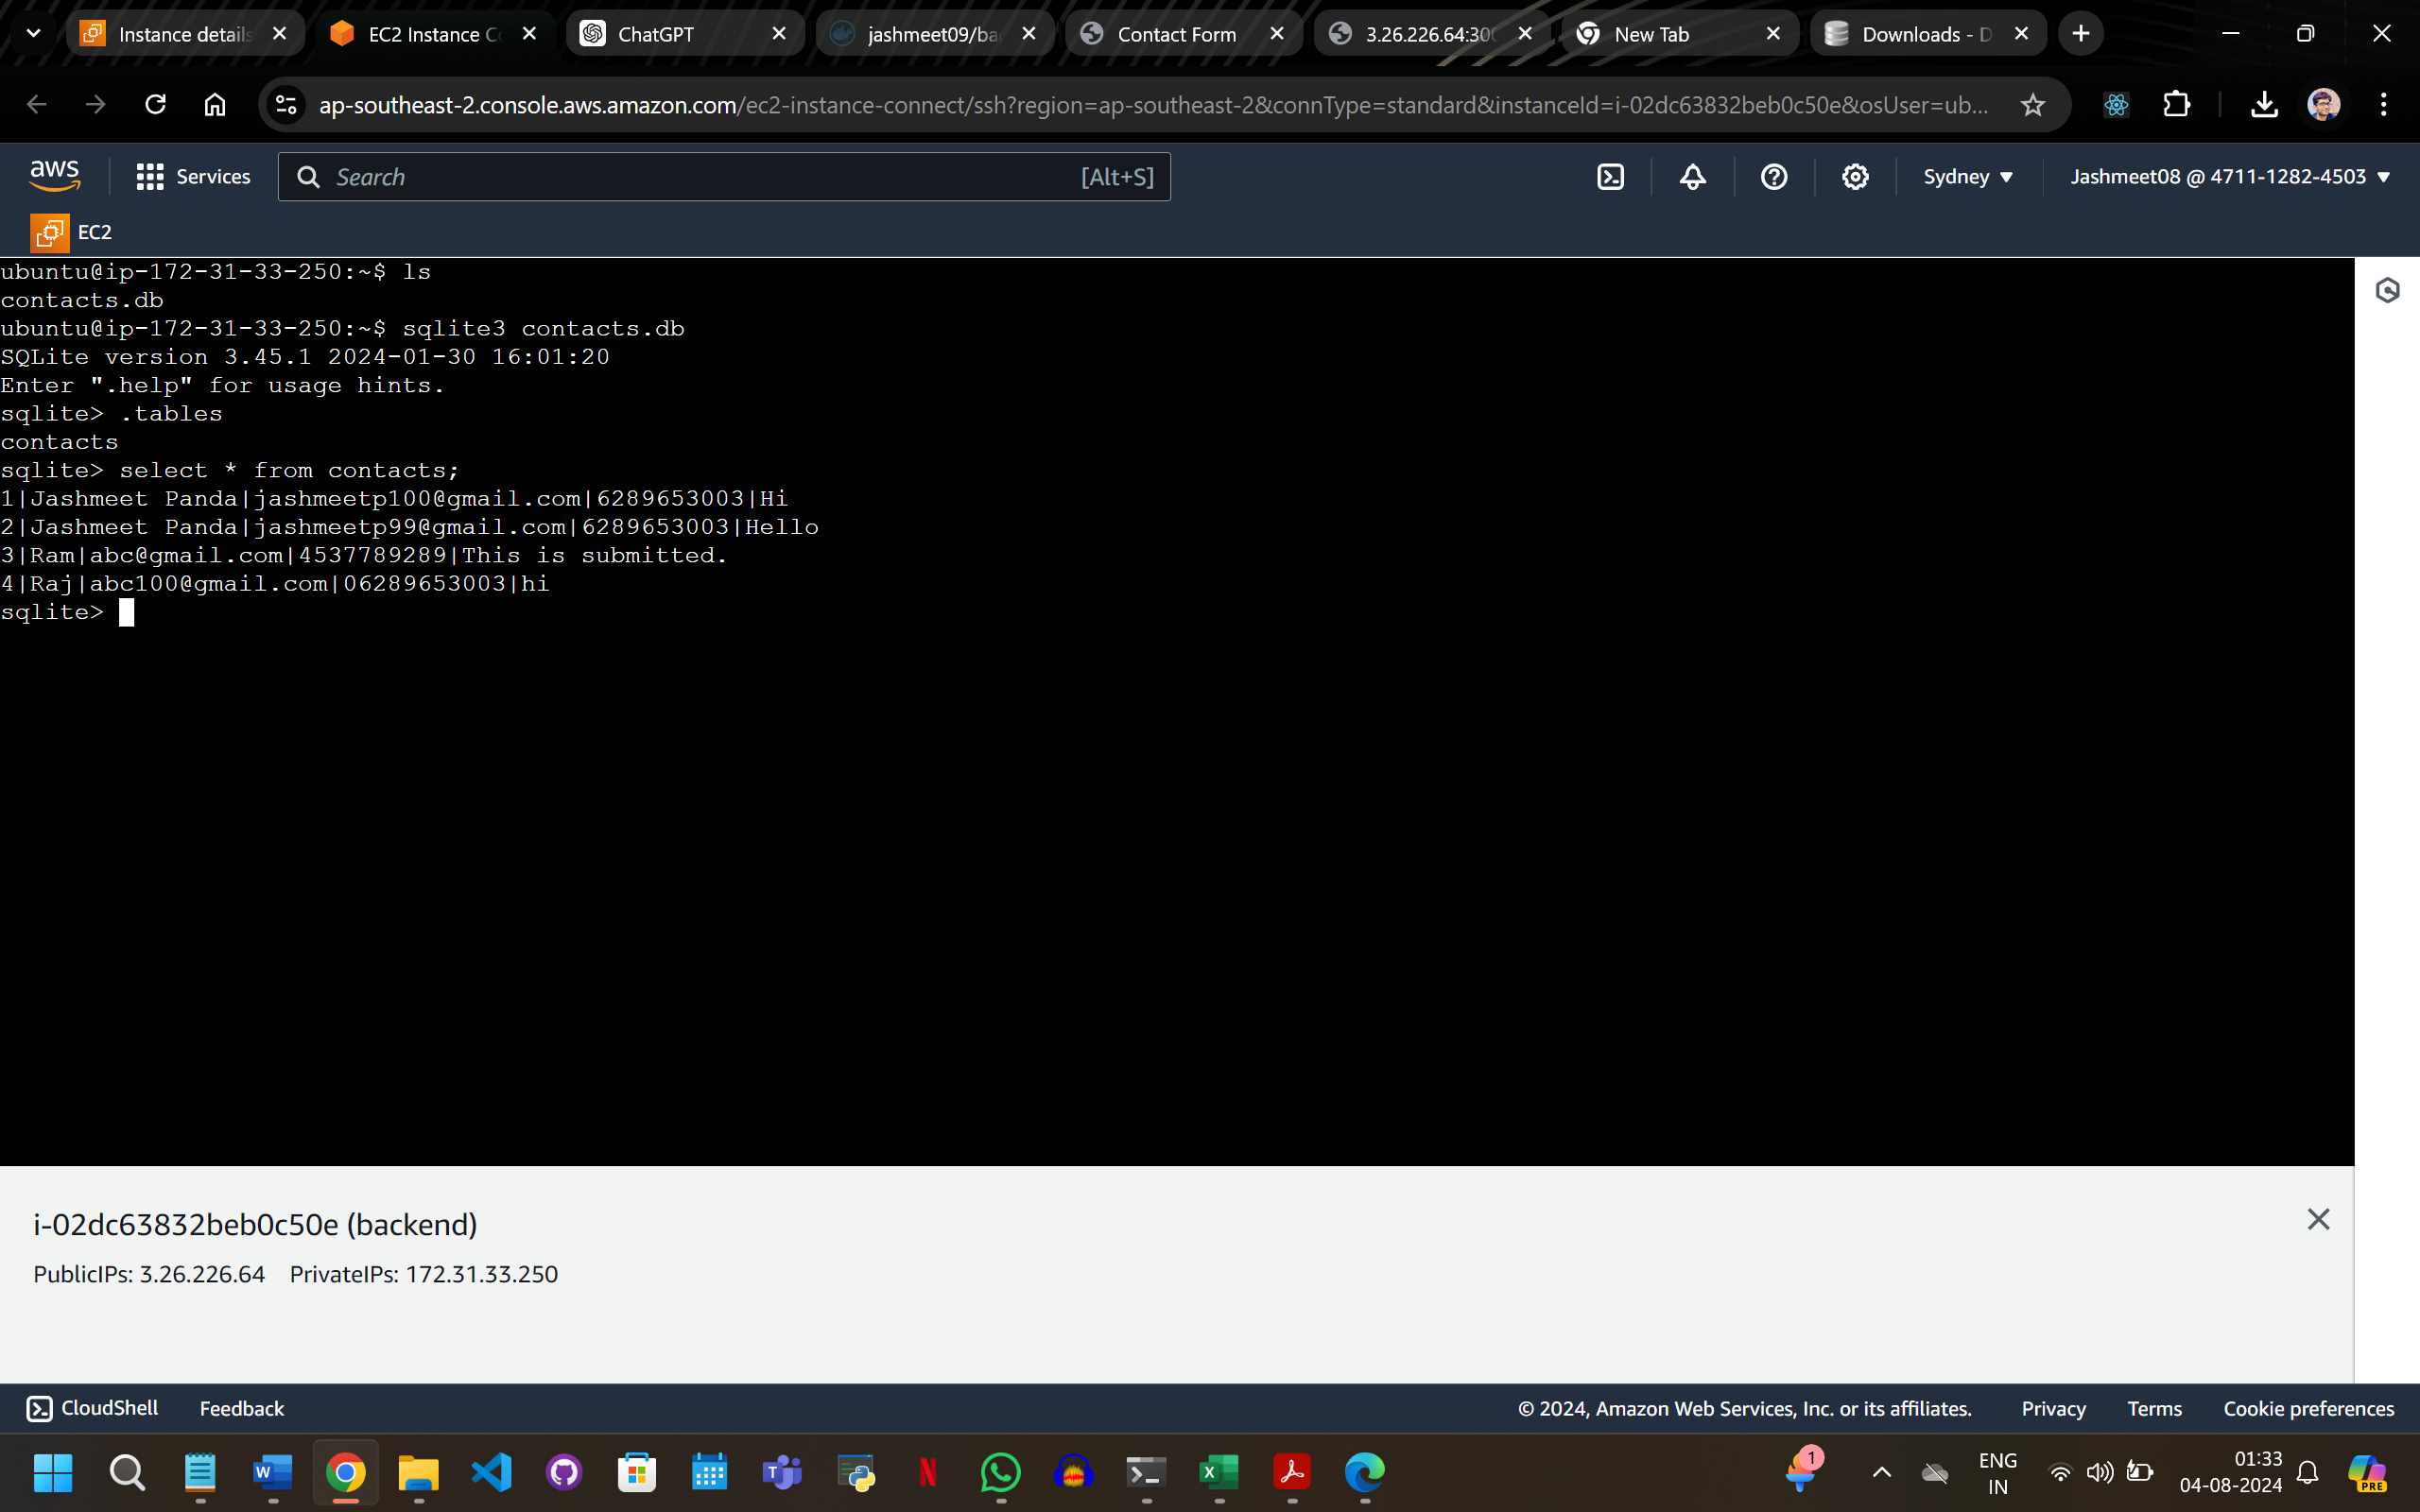 Instance details
EC2 Instance Co
ChatGPT
jashmeet09/ba
Contact Form
3.26.226.64:300
New Tab
Downloads - D
ap-southeast-2.console.aws.amazon.com/ec2-instance-connect/ssh?region=ap-southeast-2&connType=standard&instanceId=i-02dc63832beb0c50e&osUser=ub...
aws
Services
Search
[Alt+S]
Sydney
Jashmeet08 @ 4711-1282-4503
EC2
ubuntu@ip-172-31-33-250:~$ ls
contacts.db
ubuntu@ip-172-31-33-250:~$ sqlite3 contacts.db
SQLite version 3.45.1 2024-01-30 16:01:20
Enter ".help" for usage hints.
sqlite> .tables
contacts
sqlite> select * from contacts;
1|Jashmeet Panda|jashmeetp100@gmail.com|6289653003|Hi
2|Jashmeet Panda|jashmeetp99@gmail.com|6289653003|Hello
3|Ram|abc@gmail.com|4537789289|This is submitted.
4|Raj|abc100@gmail.com|06289653003|hi
sqlite>
i-02dc63832beb0c50e (backend)
PublicIPs: 3.26.226.64 PrivateIPs: 172.31.33.250
CloudShell
Feedback
© 2024, Amazon Web Services, Inc. or its affiliates.
Privacy
Terms
Cookie preferences
1
ENG
IN
01:33
04-08-2024
PRE